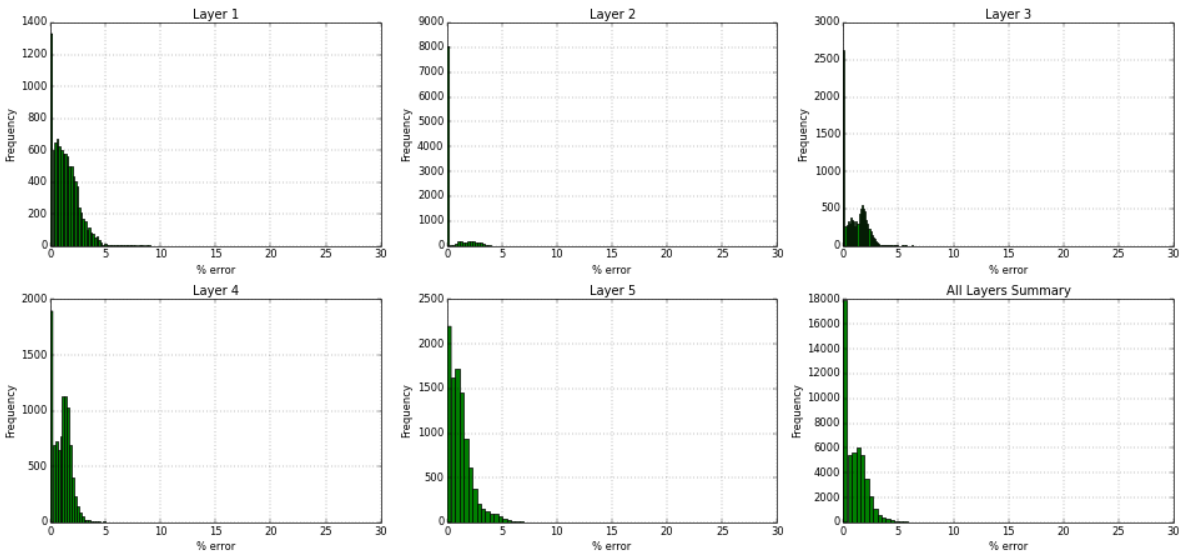 Layer 1
1400
1200
1000
800
600
400
200
0
Frequency
0 5 10 15 20 25 30
% error
Layer 2
9000
8000
7000
6000
5000
4000
3000
2000
1000
0
Frequency
0 5 10 15 20 25 30
% error
Layer 3
3000
2500
2000
1500
1000
500
0
Frequency
0 5 10 15 20 25 30
% error
Layer 4
2000
1500
1000
500
0
Frequency
0 5 10 15 20 25 30
% error
Layer 5
2500
2000
1500
1000
500
0
Frequency
0 5 10 15 20 25 30
% error
All Layers Summary
18000
16000
14000
12000
10000
8000
6000
4000
2000
0
Frequency
0 5 10 15 20 25 30
% error